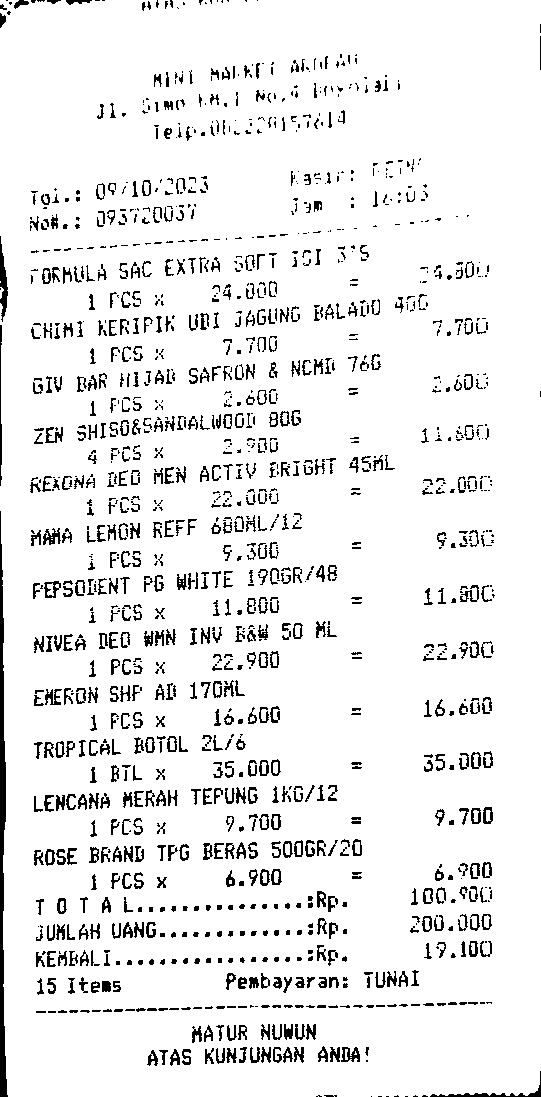 MINI MARKET
Jl. Simo KM.1 No.4 Boyolali
Telp.
Tgl.: 09/10/2023 Kasir:
No#.: 093720037 Jam : 16:03
FORMULA SAC EXTRA SOFT ISI 3'S
1 PCS x 24.800 = 24.800
CHIMI KERIPIK UBI JAGUNG BALADO 40G
1 PCS x 7.700 = 7.700
GIV BAR HIJAB SAFRON & NCMD 76G
1 PCS x 2.600 = 2.600
ZEN SHISO&SANDALWOOD 80G
4 PCS x 2.900 = 11.600
REXONA DEO MEN ACTIV BRIGHT 45ML
1 PCS x 22.000 = 22.000
MAMA LEMON REFF 680ML/12
1 PCS x 9.300 = 9.300
PEPSODENT PG WHITE 190GR/48
1 PCS x 11.800 = 11.800
NIVEA DEO WMN INV B&W 50 ML
1 PCS x 22.900 = 22.900
EMERON SHP AD 170ML
1 PCS x 16.600 = 16.600
TROPICAL BOTOL 2L/6
1 BTL x 35.000 = 35.000
LENCANA MERAH TEPUNG 1KG/12
1 PCS x 9.700 = 9.700
ROSE BRAND TPG BERAS 500GR/20
1 PCS x 6.900 = 6.900
T O T A L................:Rp. 180.900
JUMLAH UANG..............:Rp. 200.000
KEMBALI..................:Rp. 19.100
15 Items Pembayaran: TUNAI
MATUR NUWUN
ATAS KUNJUNGAN ANDA!